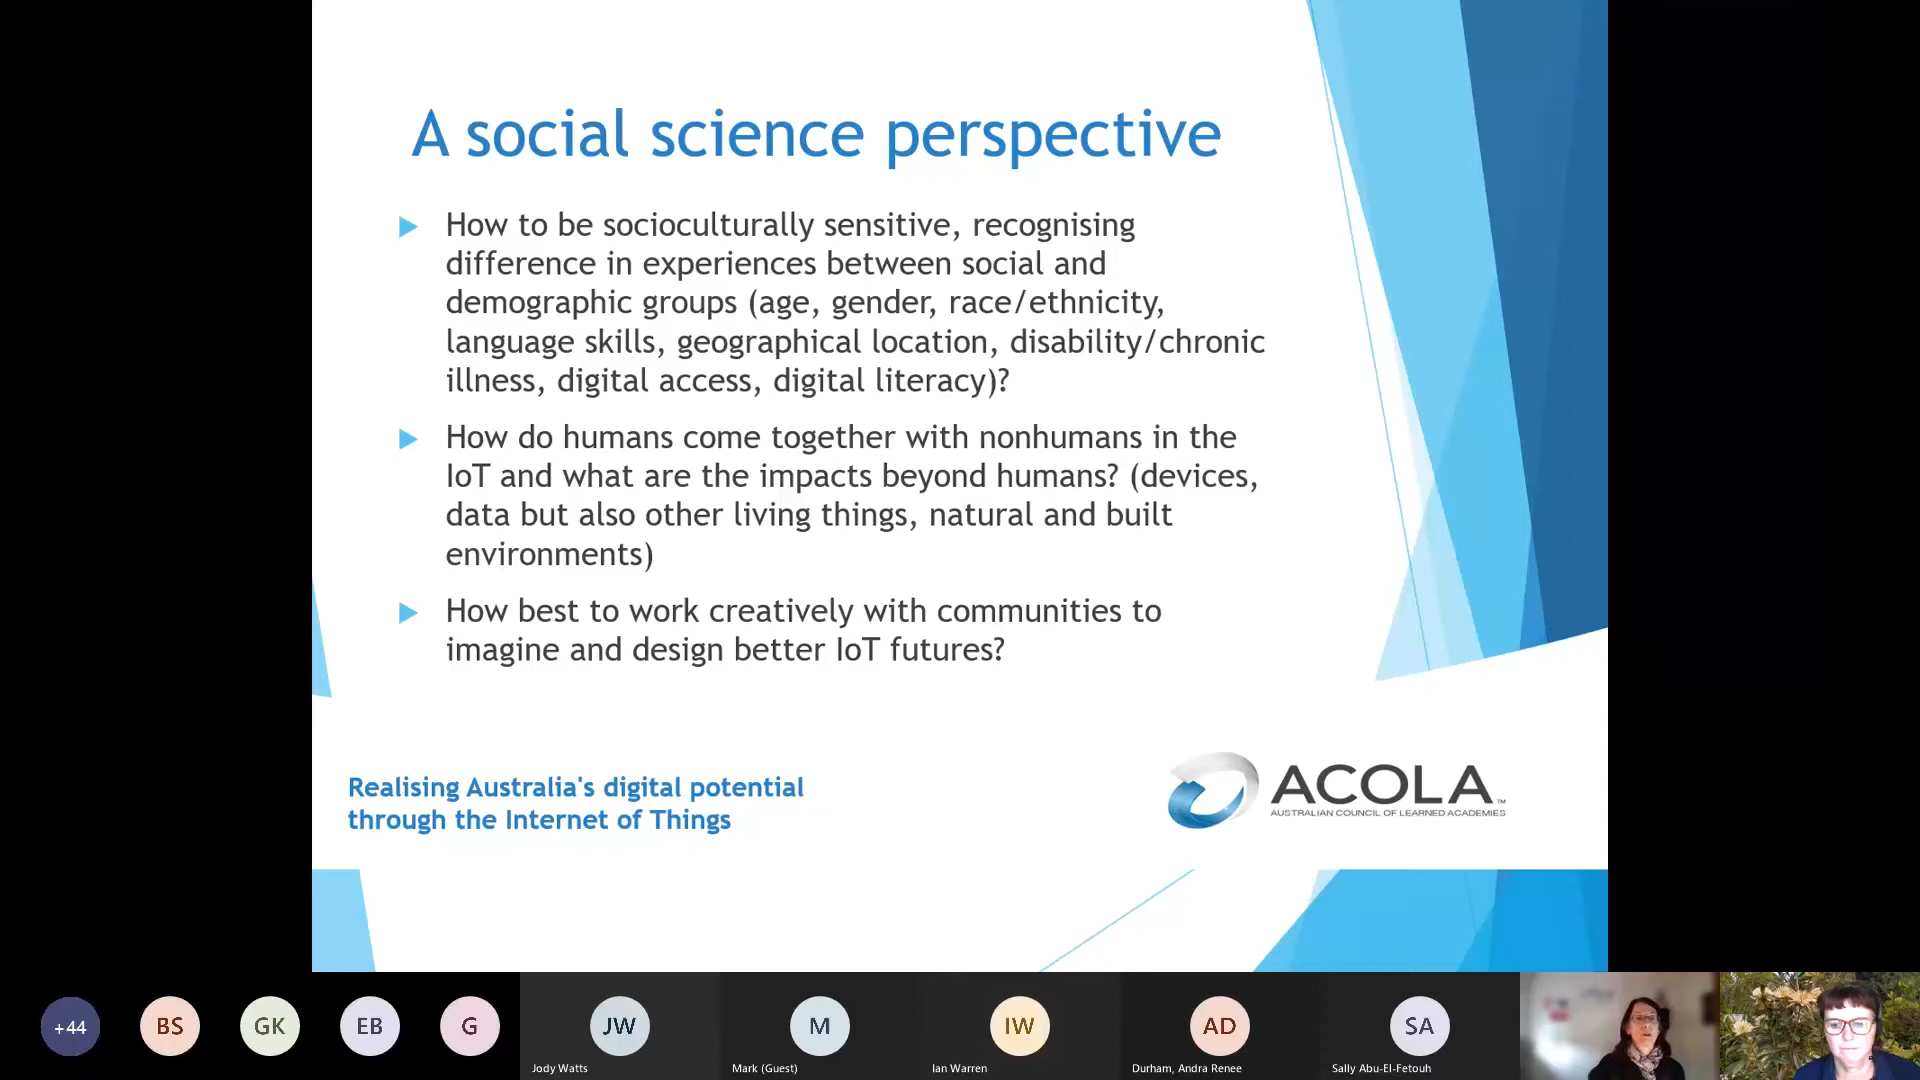 A social science perspective
How to be socioculturally sensitive, recognising
difference in experiences between social and
demographic groups (age, gender, race/ethnicity,
language skills, geographical location, disability/chronic
illness, digital access, digital literacy)?
How do humans come together with nonhumans in the
IoT and what are the impacts beyond humans? (devices,
data but also other living things, natural and built
environments)
How best to work creatively with communities to
imagine and design better IoT futures?
Realising Australia's digital potential
through the Internet of Things
ACOLA™
AUSTRALIAN COUNCIL OF LEARNED ACADEMIES
+44
BS
GK
EB
G
JW
M
IW
AD
SA
Jody Watts
Mark (Guest)
Ian Warren
Durham, Andra Renee
Sally Abu-El-Fetouh